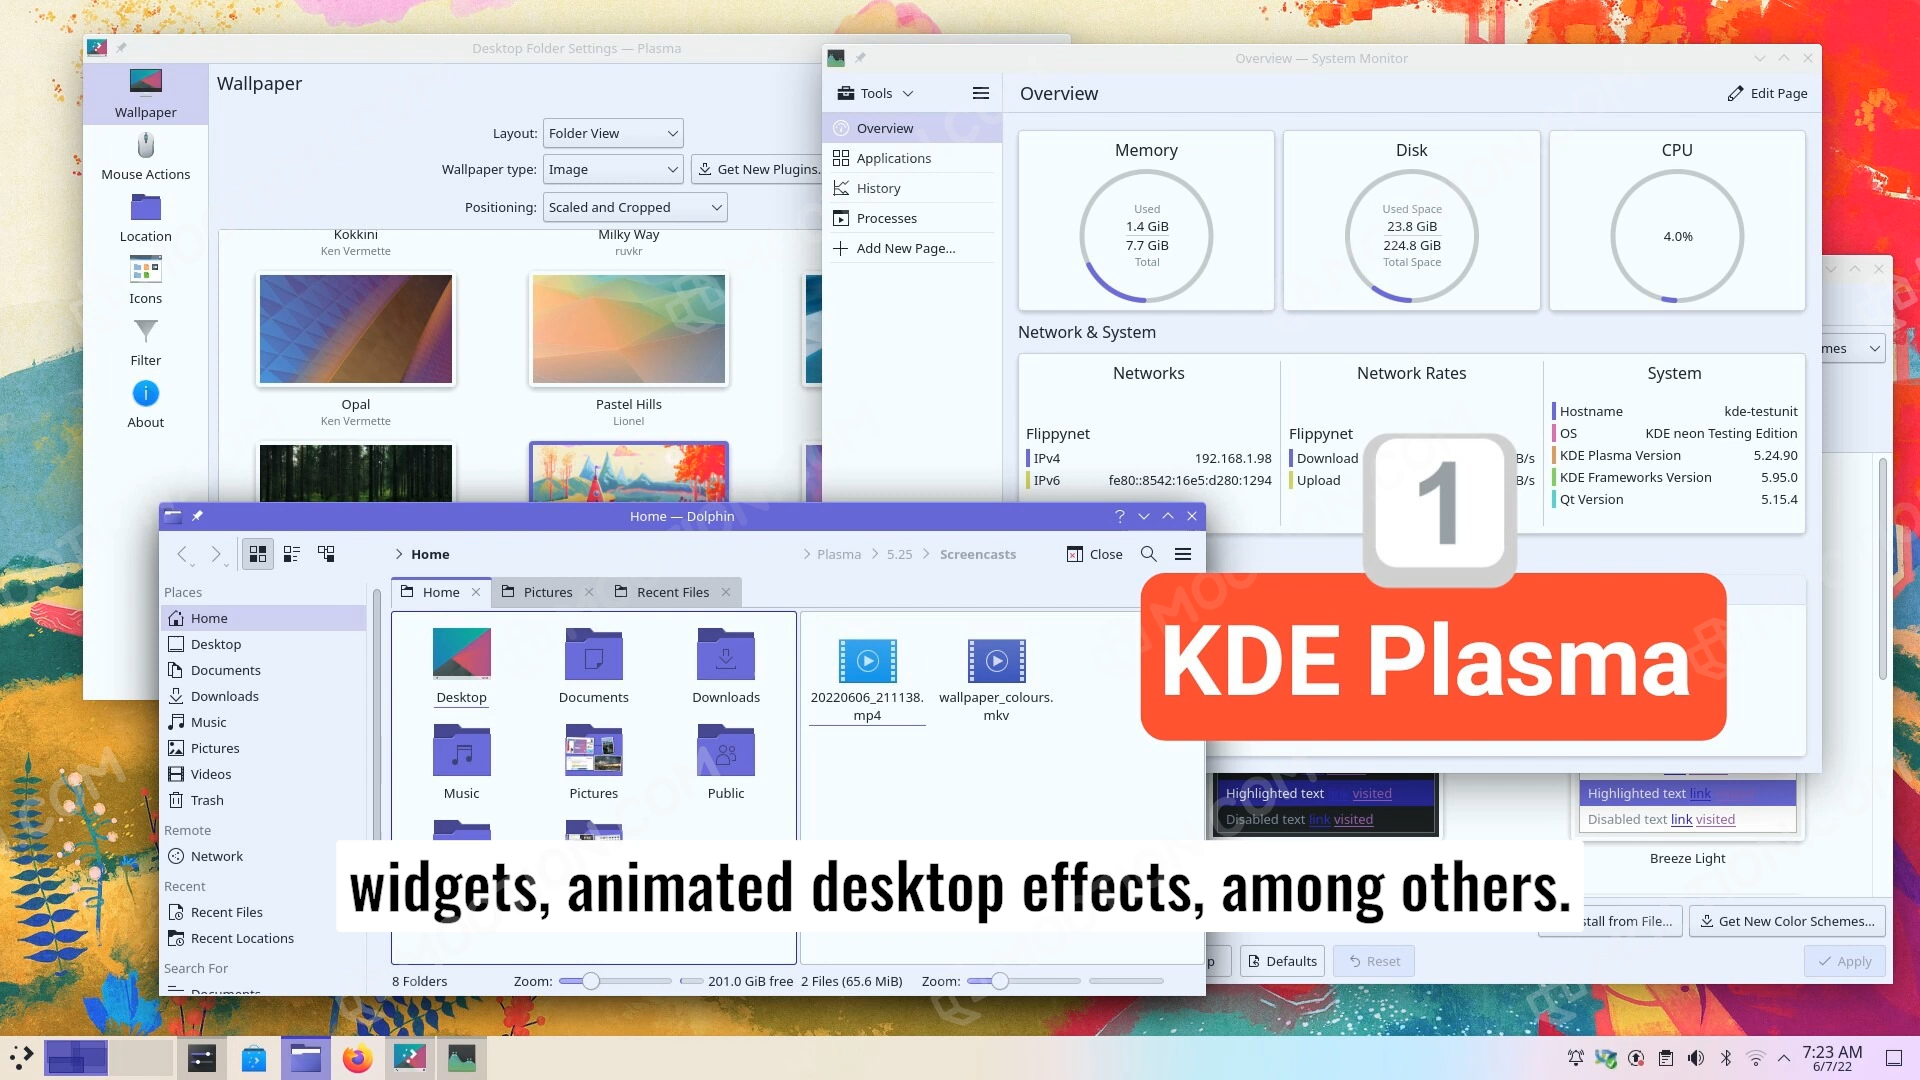 Desktop Folder Settings — Plasma
Wallpaper
Mouse Actions
Location
Icons
Filter
About
Wallpaper
Layout: Folder View
Wallpaper type: Image Get New Plugins.
Positioning: Scaled and Cropped
Kokkini
Ken Vermette
Milky Way
ruvkr
Opal
Ken Vermette
Pastel Hills
Lionel
Overview — System Monitor
Tools
Overview
Edit Page
Overview
Applications
History
Processes
Add New Page...
Memory
Used
1.4 GiB
7.7 GiB
Total
Disk
Used Space
23.8 GiB
224.8 GiB
Total Space
CPU
4.0%
Network & System
Networks
Flippynet
IPv4 192.168.1.98
IPv6 fe80::8542:16e5:d280:1294
Network Rates
Flippynet
Download B/s
Upload B/s
System
Hostname kde-testunit
OS KDE neon Testing Edition
KDE Plasma Version 5.24.90
KDE Frameworks Version 5.95.0
Qt Version 5.15.4
mes
1
KDE Plasma
Home — Dolphin
Home
Plasma 5.25 Screencasts
Close
Places
Home
Desktop
Documents
Downloads
Music
Pictures
Videos
Trash
Remote
Network
Recent
Recent Files
Recent Locations
Search For
Documents
Home Pictures Recent Files
Desktop
Documents
Downloads
Music
Pictures
Public
20220606_211138.
mp4
wallpaper_colours.
mkv
8 Folders Zoom: 201.0 GiB free
2 Files (65.6 MiB) Zoom:
Highlighted text link visited
Disabled text link visited
Highlighted text link
Disabled text link visited
Breeze Light
widgets, animated desktop effects, among others.
stall from File...
Get New Color Schemes...
p
Defaults
Reset
Apply
7:23 AM
6/7/22